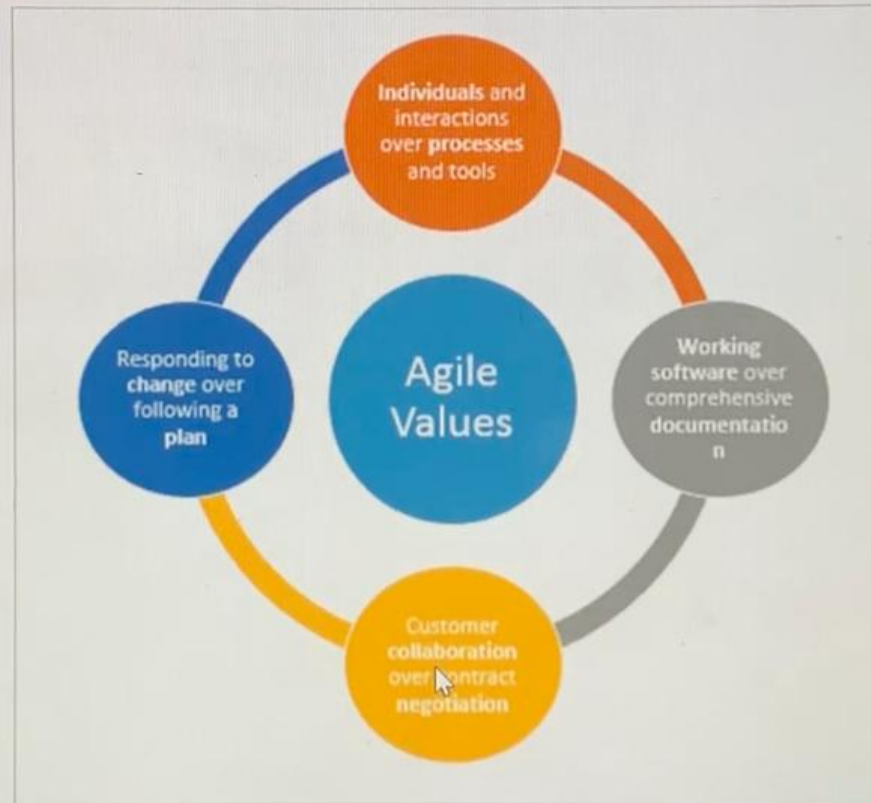 Individuals and
interactions
over processes
and tools
Agile
Values
Responding to
change over
following a
plan
Working
software over
comprehensive
documentatio
n
Customer
collaboration
over contract
negotiation